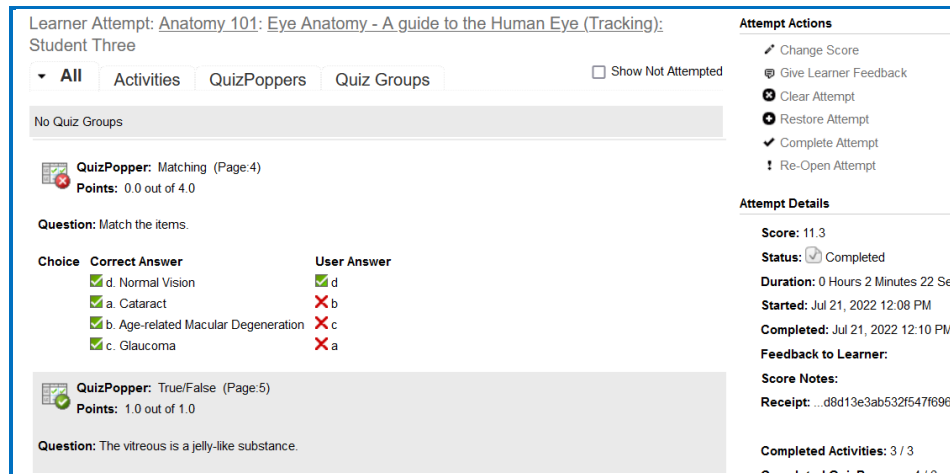 Learner Attempt: Anatomy 101: Eye Anatomy - A guide to the Human Eye (Tracking):
Student Three
All Activities QuizPoppers Quiz Groups
Show Not Attempted
No Quiz Groups
QuizPopper: Matching (Page:4)
Points: 0.0 out of 4.0
Question: Match the items.
Choice Correct Answer User Answer
d. Normal Vision d
a. Cataract b
b. Age-related Macular Degeneration c
c. Glaucoma a
QuizPopper: True/False (Page:5)
Points: 1.0 out of 1.0
Question: The vitreous is a jelly-like substance.
Attempt Actions
Change Score
Give Learner Feedback
Clear Attempt
Restore Attempt
Complete Attempt
Re-Open Attempt
Attempt Details
Score: 11.3
Status: Completed
Duration: 0 Hours 2 Minutes 22 Se
Started: Jul 21, 2022 12:08 PM
Completed: Jul 21, 2022 12:10 PM
Feedback to Learner:
Score Notes:
Receipt: ...d8d13e3ab532f547f696
Completed Activities: 3 / 3